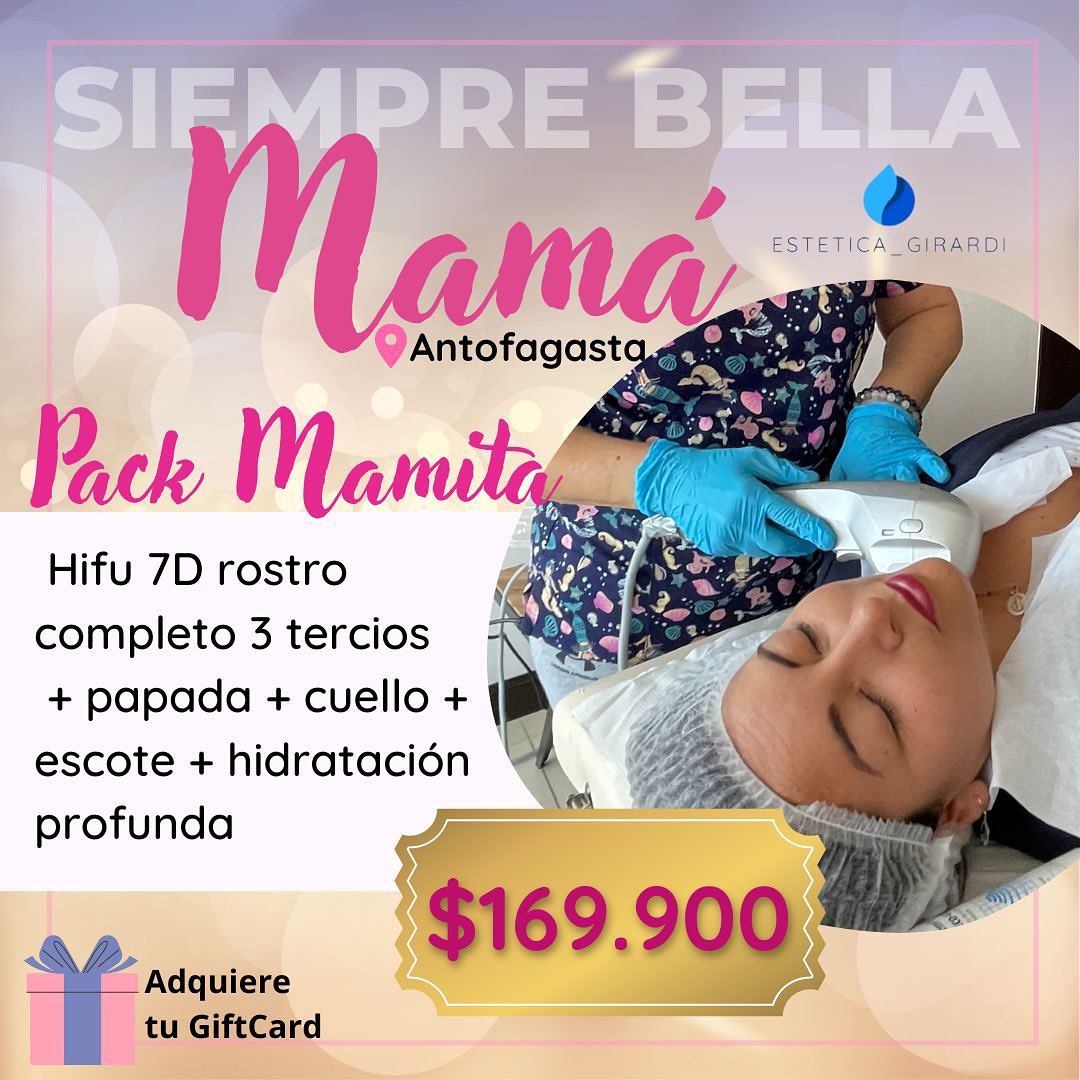 SIEMPRE BELLA
Mamá
ESTETICA_GIRARDI
Antofagasta
Pack Mamita
Hifu 7D rostro
completo 3 tercios
+ papada + cuello +
escote + hidratación
profunda
$169.900
Adquiere
tu GiftCard